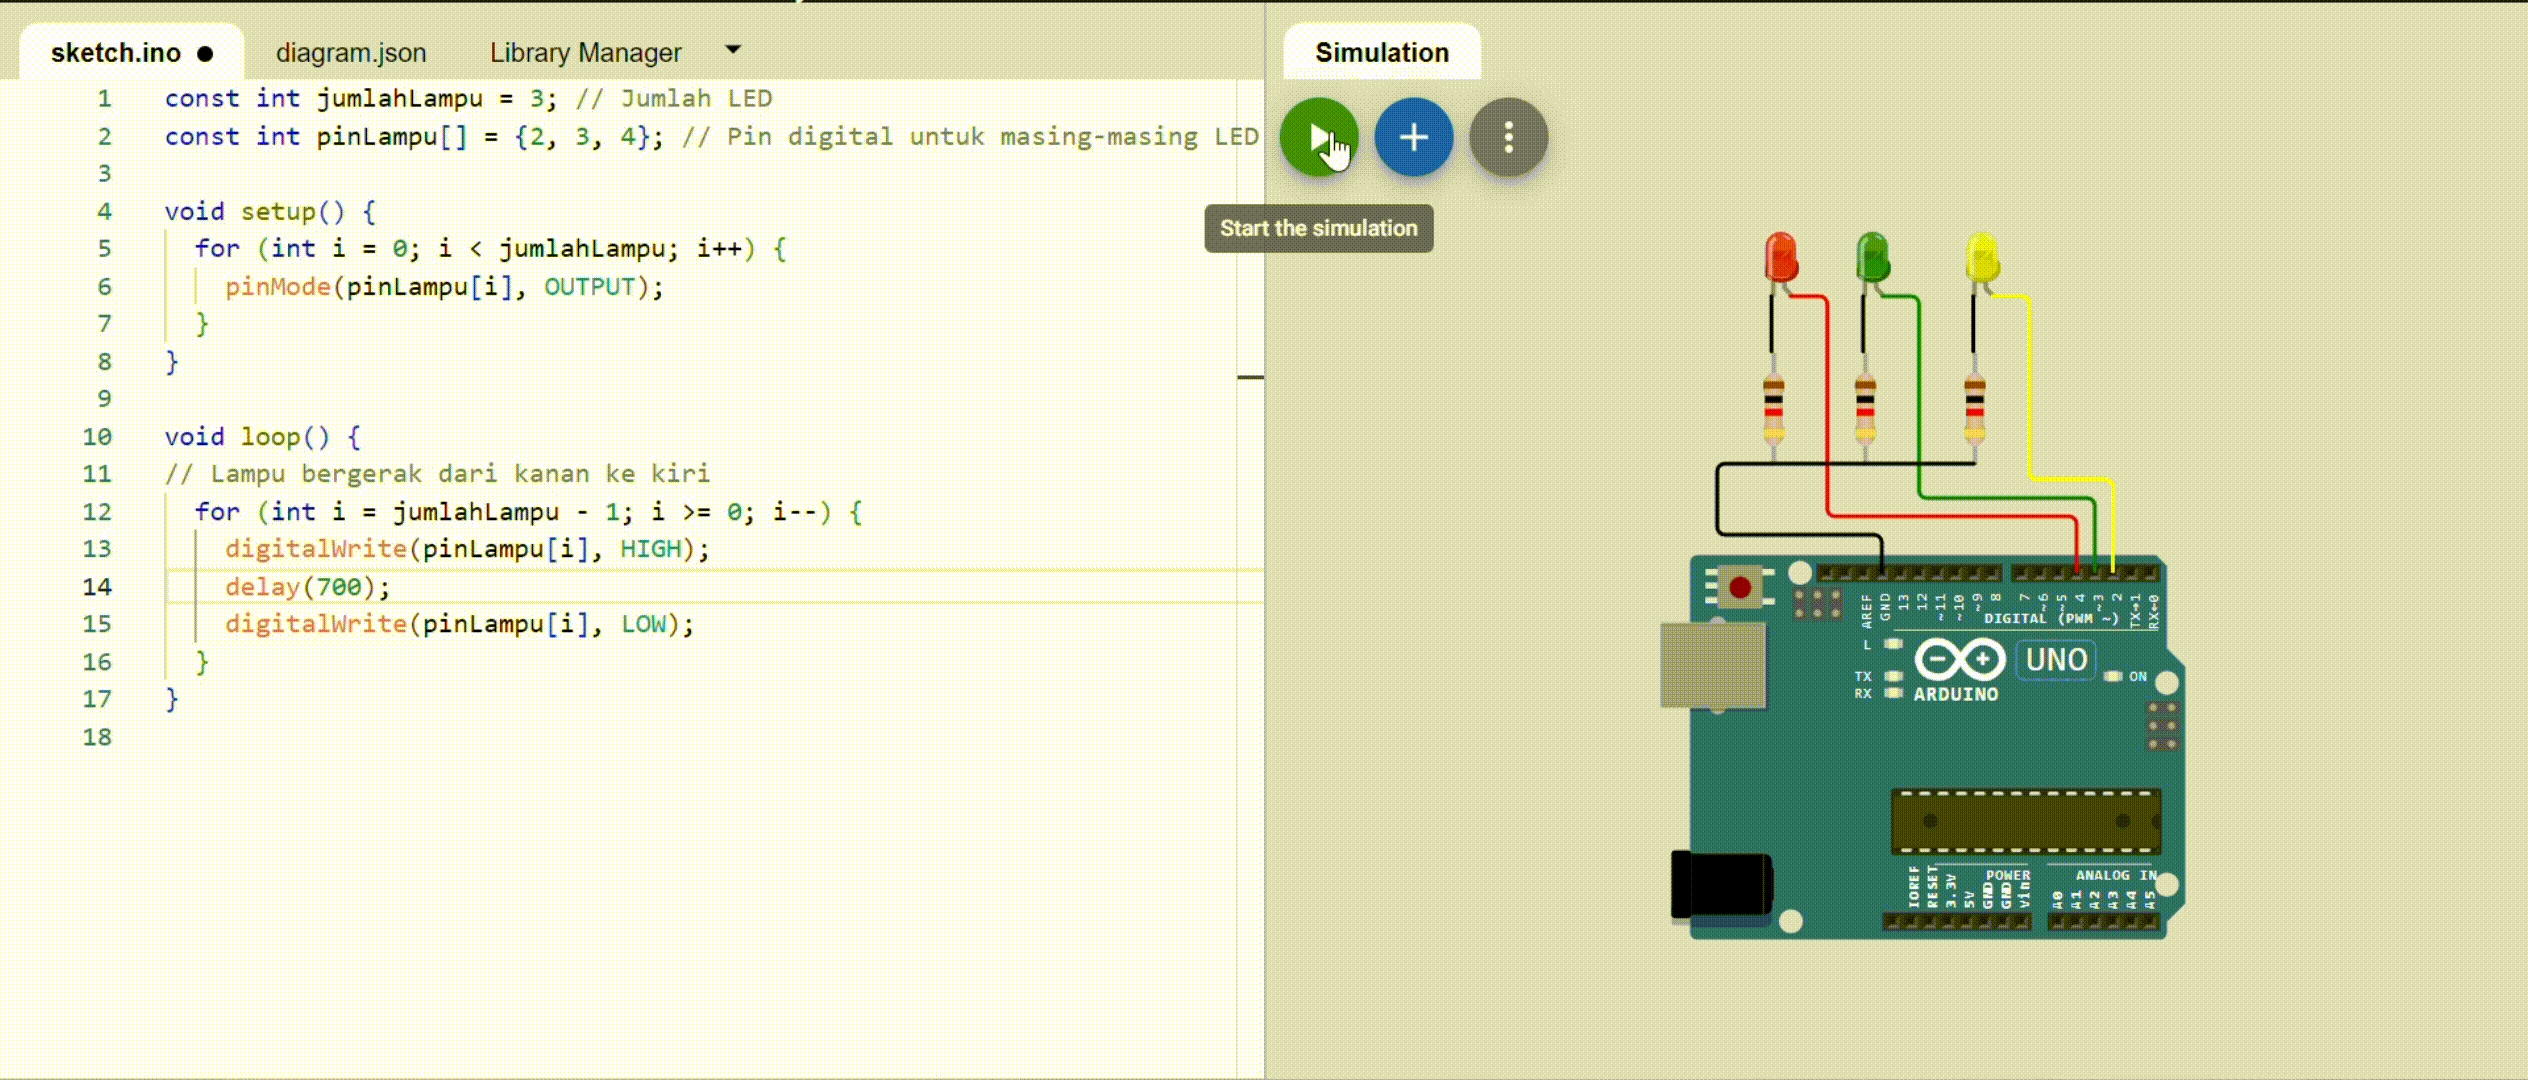 sketch.ino ● diagram.json Library Manager
1 const int jumlahLampu = 3; // Jumlah LED
2 const int pinLampu[] = {2, 3, 4}; // Pin digital untuk masing-masing LED
3
4 void setup() {
5 for (int i = 0; i < jumlahLampu; i++) {
6 pinMode(pinLampu[i], OUTPUT);
7 }
8 }
9
10 void loop() {
11 // Lampu bergerak dari kanan ke kiri
12 for (int i = jumlahLampu - 1; i >= 0; i--) {
13 digitalWrite(pinLampu[i], HIGH);
14 delay(700);
15 digitalWrite(pinLampu[i], LOW);
16 }
17 }
18
Simulation
Start the simulation
AREF GND 13 12 ~11 ~10 ~9 8 7 ~6 ~5 4 ~3 2 TX→1 RX←0
DIGITAL (PWM ~)
L
TX
RX
UNO
ON
ARDUINO
POWER
ANALOG IN
IOREF RESET 3.3V 5V GND GND Vin A0 A1 A2 A3 A4 A5